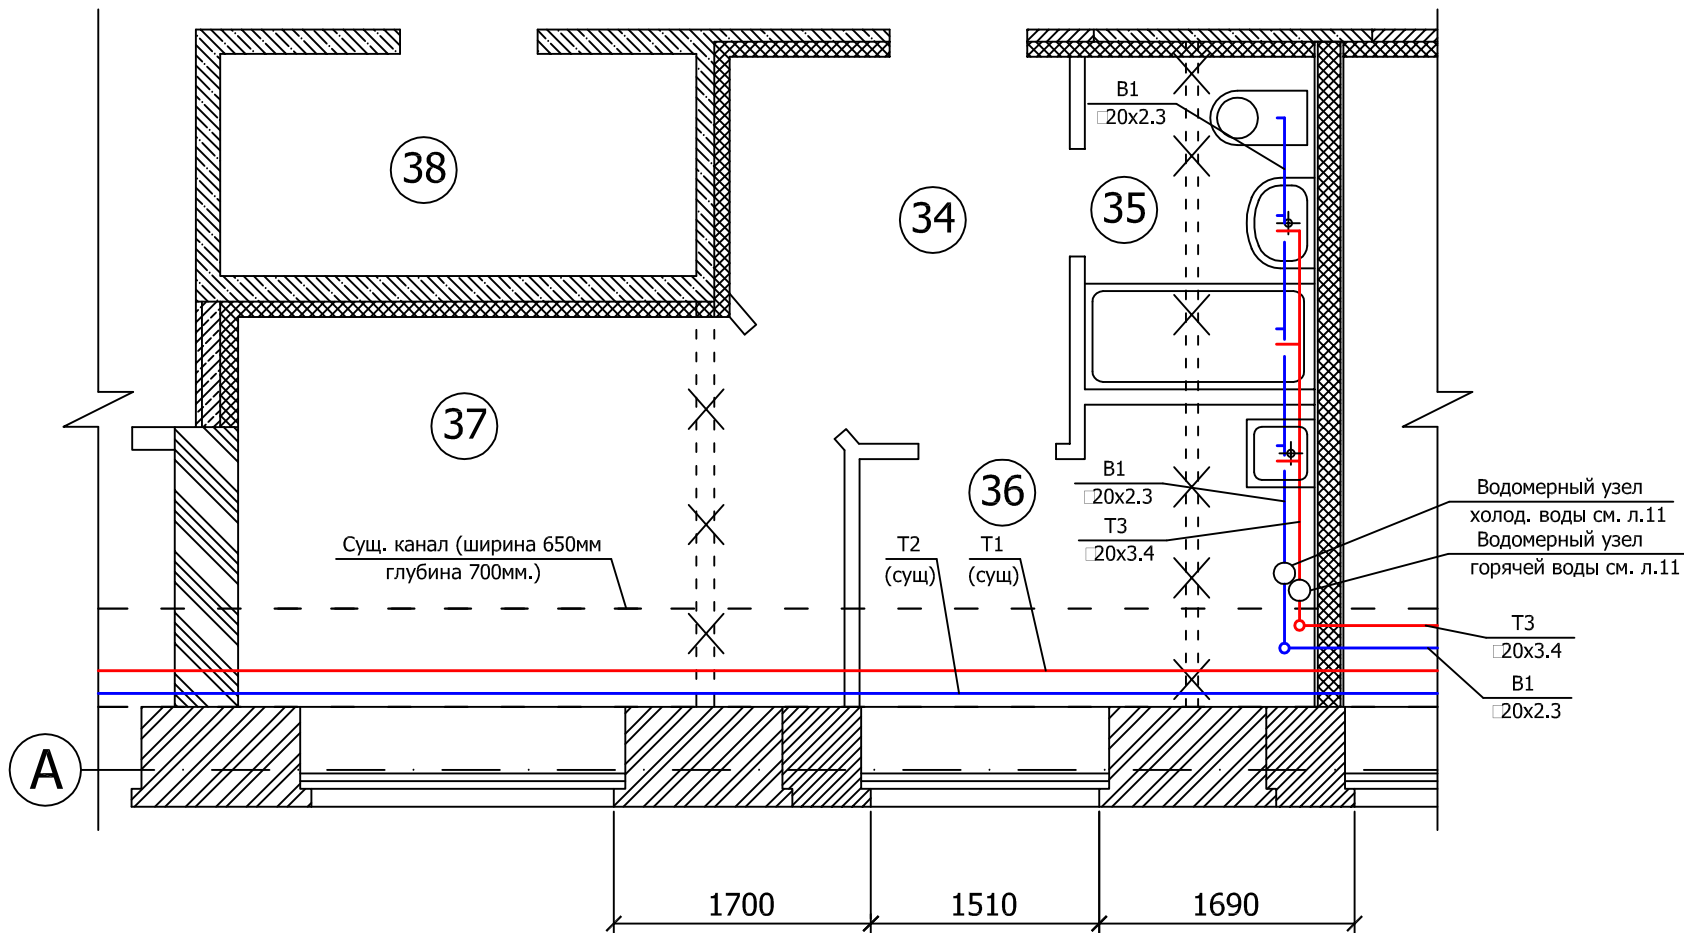 В1
□20х2.3
38
34
35
37
36
В1
□20х2.3
Т3
□20х3.4
Водомерный узел
холод. воды см. л.11
Водомерный узел
горячей воды см. л.11
Сущ. канал (ширина 650мм
глубина 700мм.)
Т2
(сущ)
Т1
(сущ)
Т3
□20х3.4
В1
□20х2.3
А
1700
1510
1690